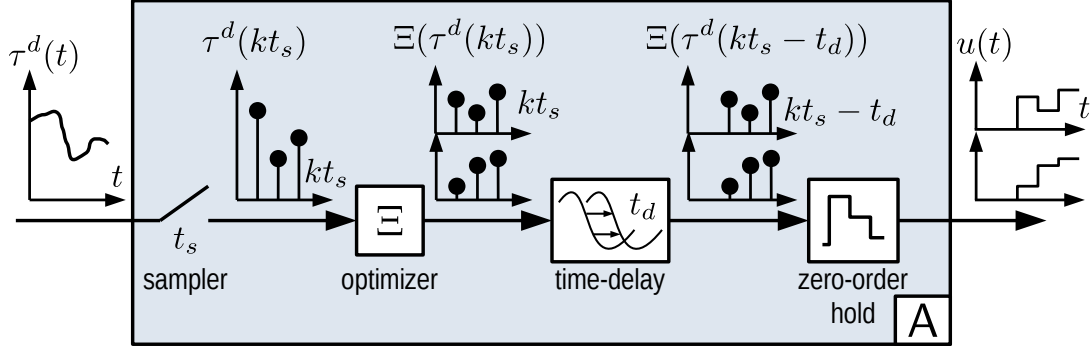 τ^d(t)
t
τ^d(kt_s)
kt_s
Ξ(τ^d(kt_s))
kt_s
Ξ(τ^d(kt_s − t_d))
kt_s − t_d
u(t)
t
t_s
sampler
Ξ
optimizer
t_d
time-delay
zero-order
hold
A